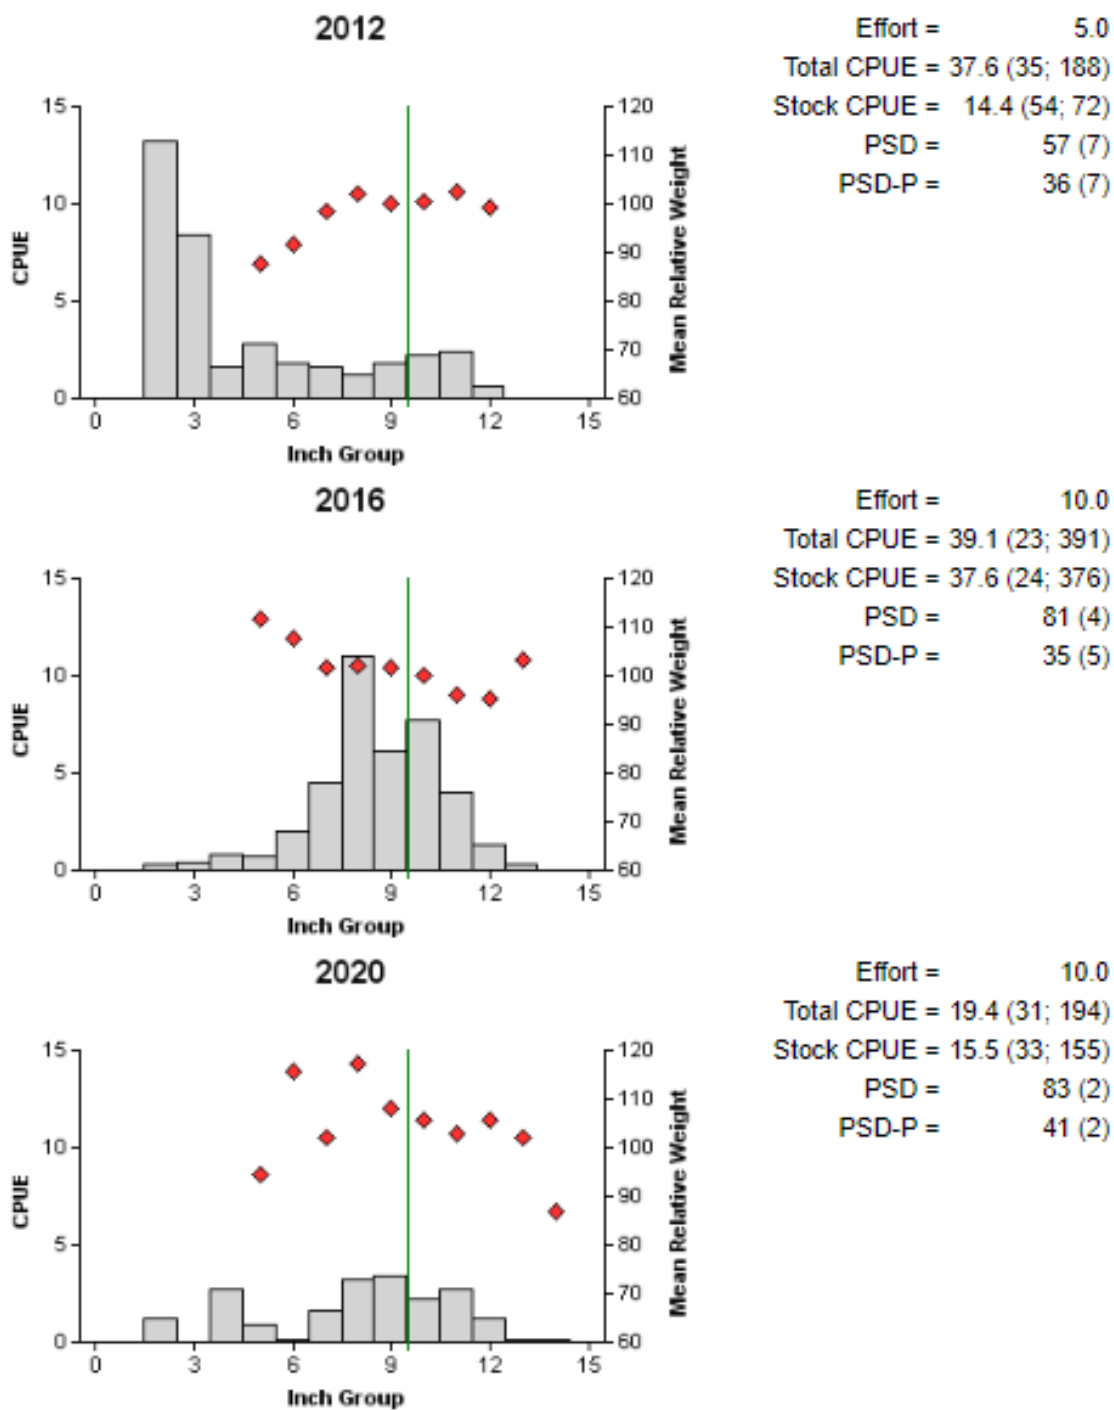 2012
Effort = 5.0
Total CPUE = 37.6 (35; 188)
Stock CPUE = 14.4 (54; 72)
PSD = 57 (7)
PSD-P = 36 (7)
15 120
110
10 100
90
5 80
70
0 60
CPUE
Mean Relative Weight
0 3 6 9 12 15
Inch Group
2016
Effort = 10.0
Total CPUE = 39.1 (23; 391)
Stock CPUE = 37.6 (24; 376)
PSD = 81 (4)
PSD-P = 35 (5)
15 120
110
10 100
90
5 80
70
0 60
CPUE
Mean Relative Weight
0 3 6 9 12 15
Inch Group
2020
Effort = 10.0
Total CPUE = 19.4 (31; 194)
Stock CPUE = 15.5 (33; 155)
PSD = 83 (2)
PSD-P = 41 (2)
15 120
110
10 100
90
5 80
70
0 60
CPUE
Mean Relative Weight
0 3 6 9 12 15
Inch Group